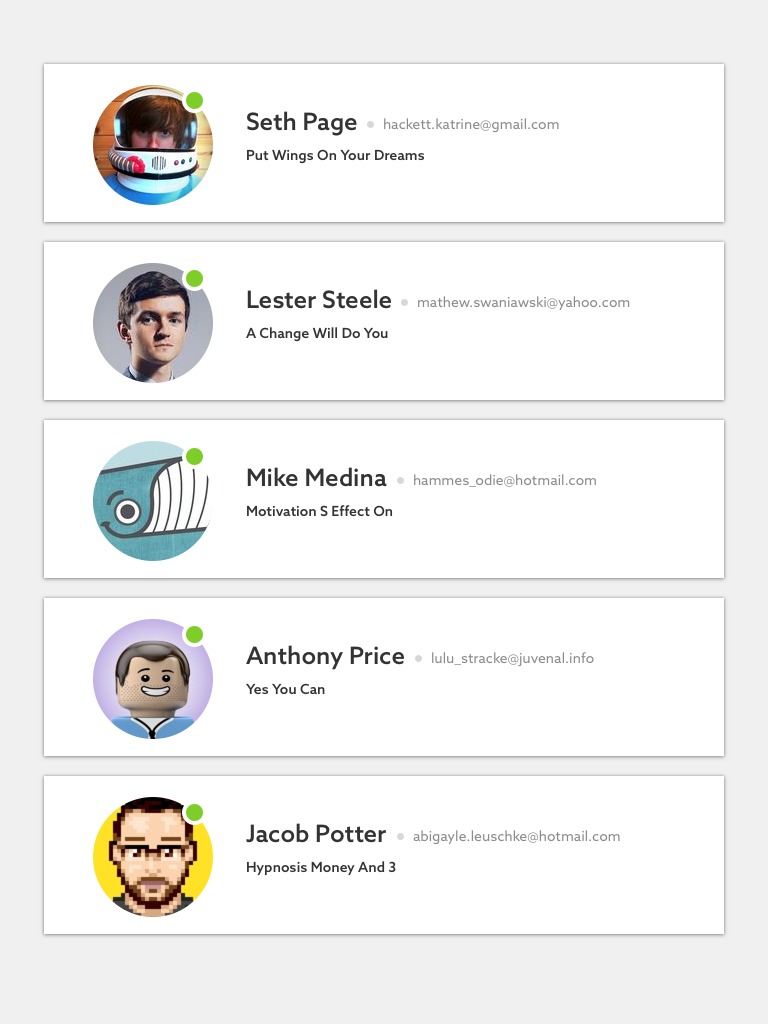 Seth Page hackett.katrine@gmail.com
Put Wings On Your Dreams
Lester Steele mathew.swaniawski@yahoo.com
A Change Will Do You
Mike Medina hammes_odie@hotmail.com
Motivation S Effect On
Anthony Price lulu_stracke@juvenal.info
Yes You Can
Jacob Potter abigayle.leuschke@hotmail.com
Hypnosis Money And 3